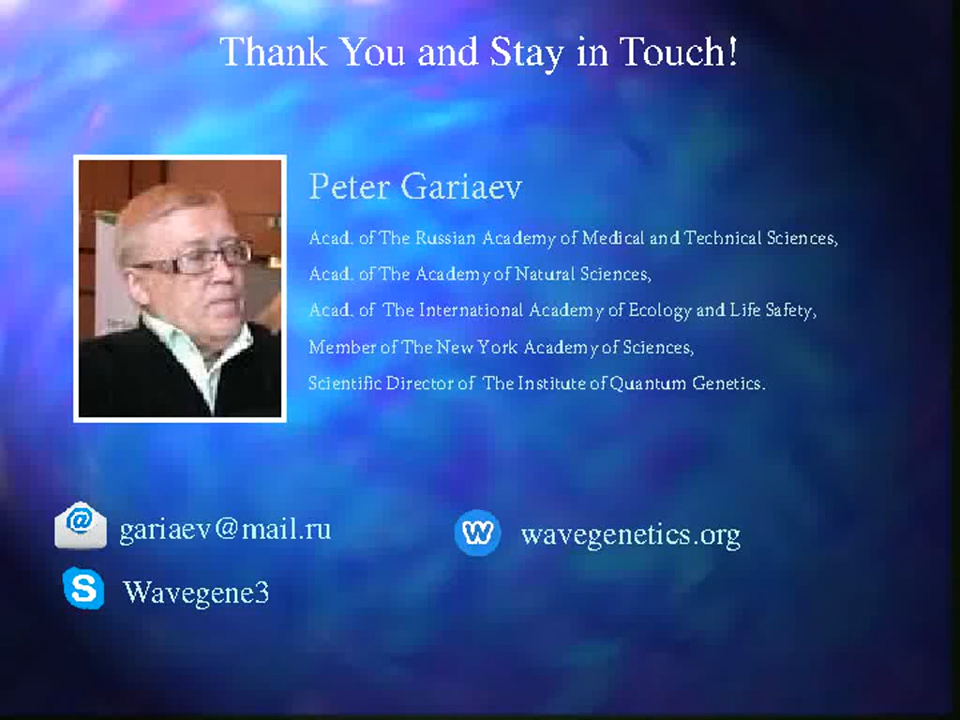 Thank You and Stay in Touch!
Peter Gariaev
Acad. of The Russian Academy of Medical and Technical Sciences,
Acad. of The Academy of Natural Sciences,
Acad. of The International Academy of Ecology and Life Safety,
Member of The New York Academy of Sciences,
Scientific Director of The Institute of Quantum Genetics.
@ gariaev@mail.ru
W wavegenetics.org
S Wavegene3